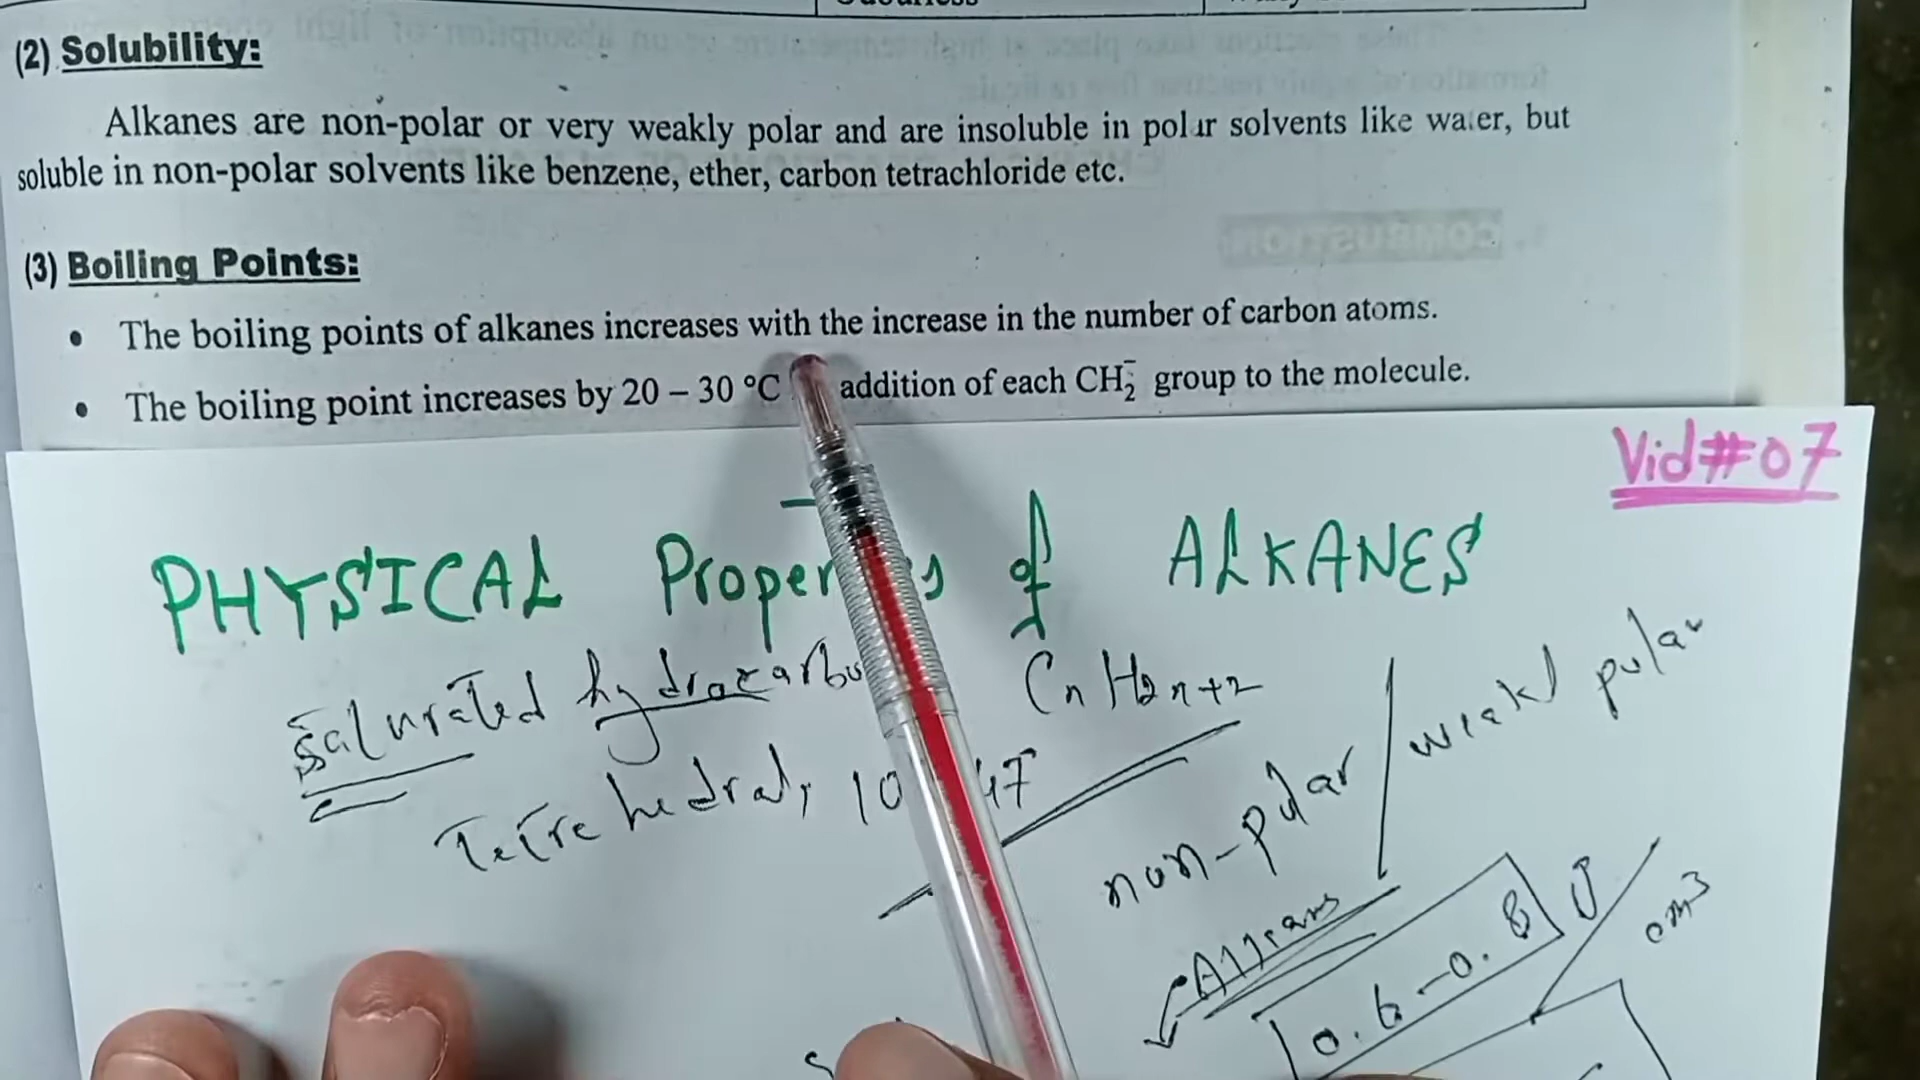 (2) Solubility:
Alkanes are non-polar or very weakly polar and are insoluble in polar solvents like water, but
soluble in non-polar solvents like benzene, ether, carbon tetrachloride etc.
(3) Boiling Points:
• The boiling points of alkanes increases with the increase in the number of carbon atoms.
• The boiling point increases by 20 – 30 °C addition of each CH₂⁻ group to the molecule.
Vid#07
PHYSICAL Proper s of ALKANES
Saturated hydrocarbo CnH2n+2
Tetrahedral, 10 47
non-polar / weakl polar
0.6-0.8 g/cm3